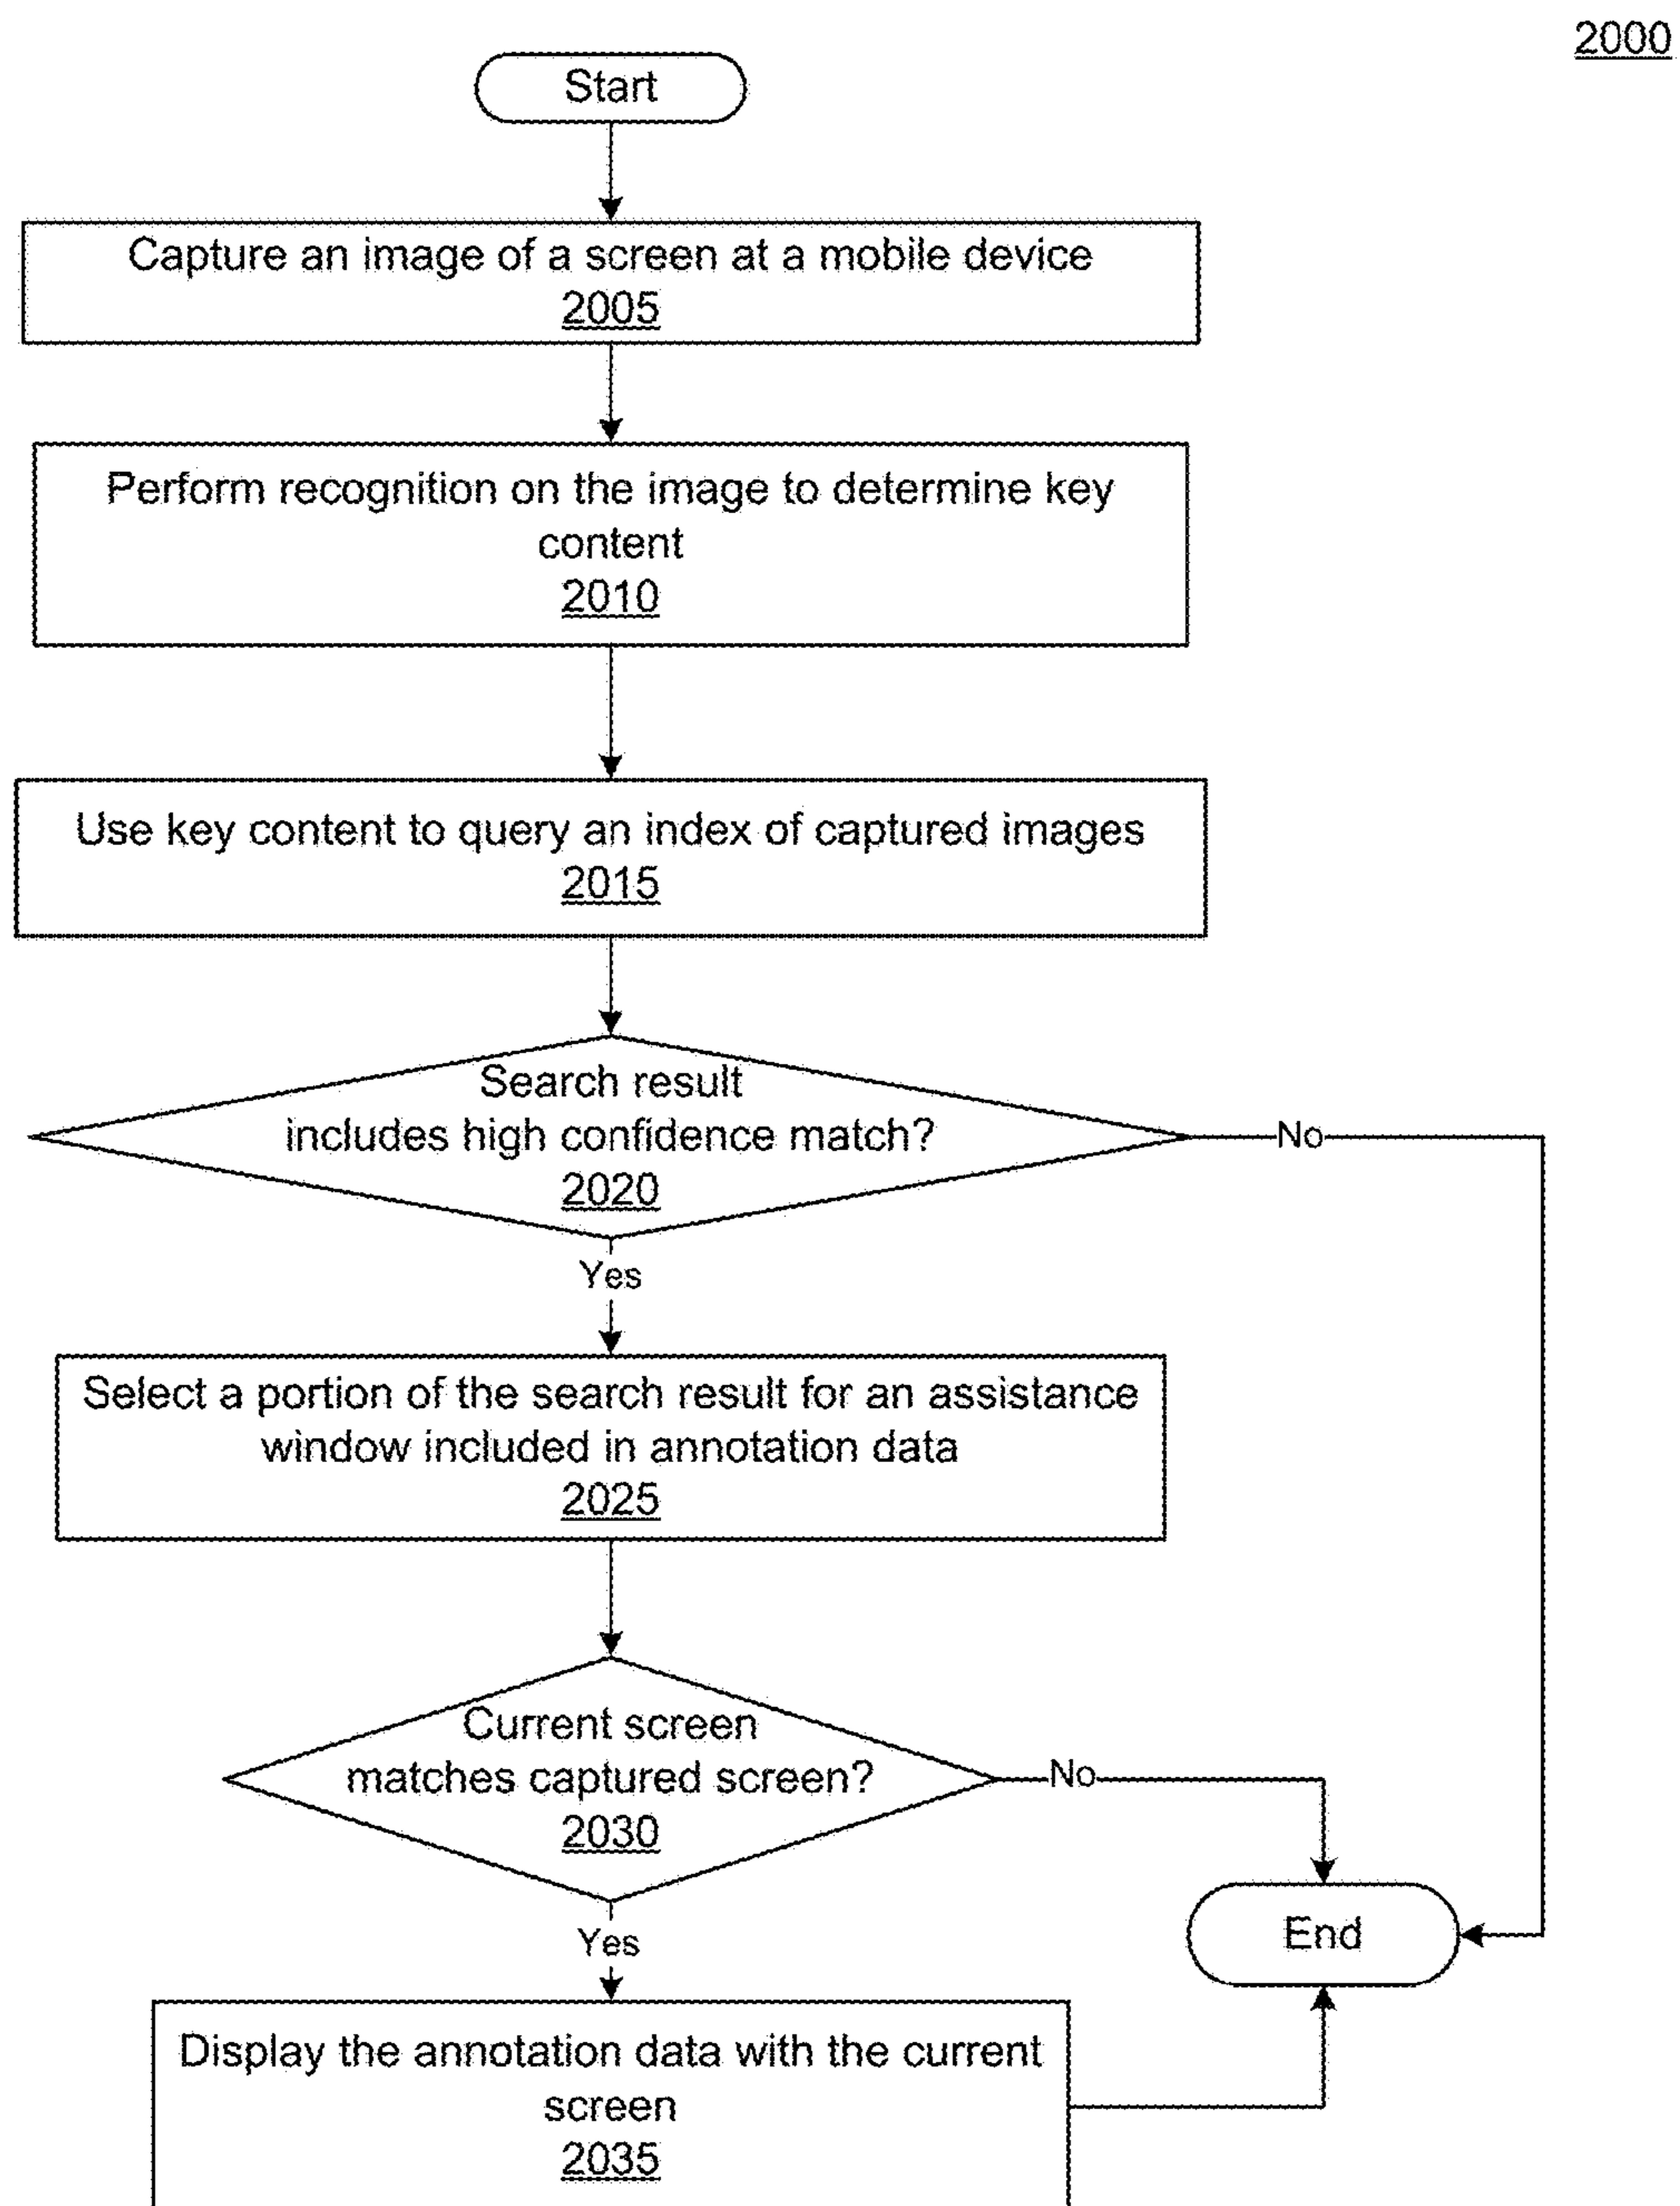 2000
Start
Capture an image of a screen at a mobile device
2005
Perform recognition on the image to determine key
content
2010
Use key content to query an index of captured images
2015
Search result
includes high confidence match?
2020
No
Yes
Select a portion of the search result for an assistance
window included in annotation data
2025
Current screen
matches captured screen?
2030
No
Yes
End
Display the annotation data with the current
screen
2035